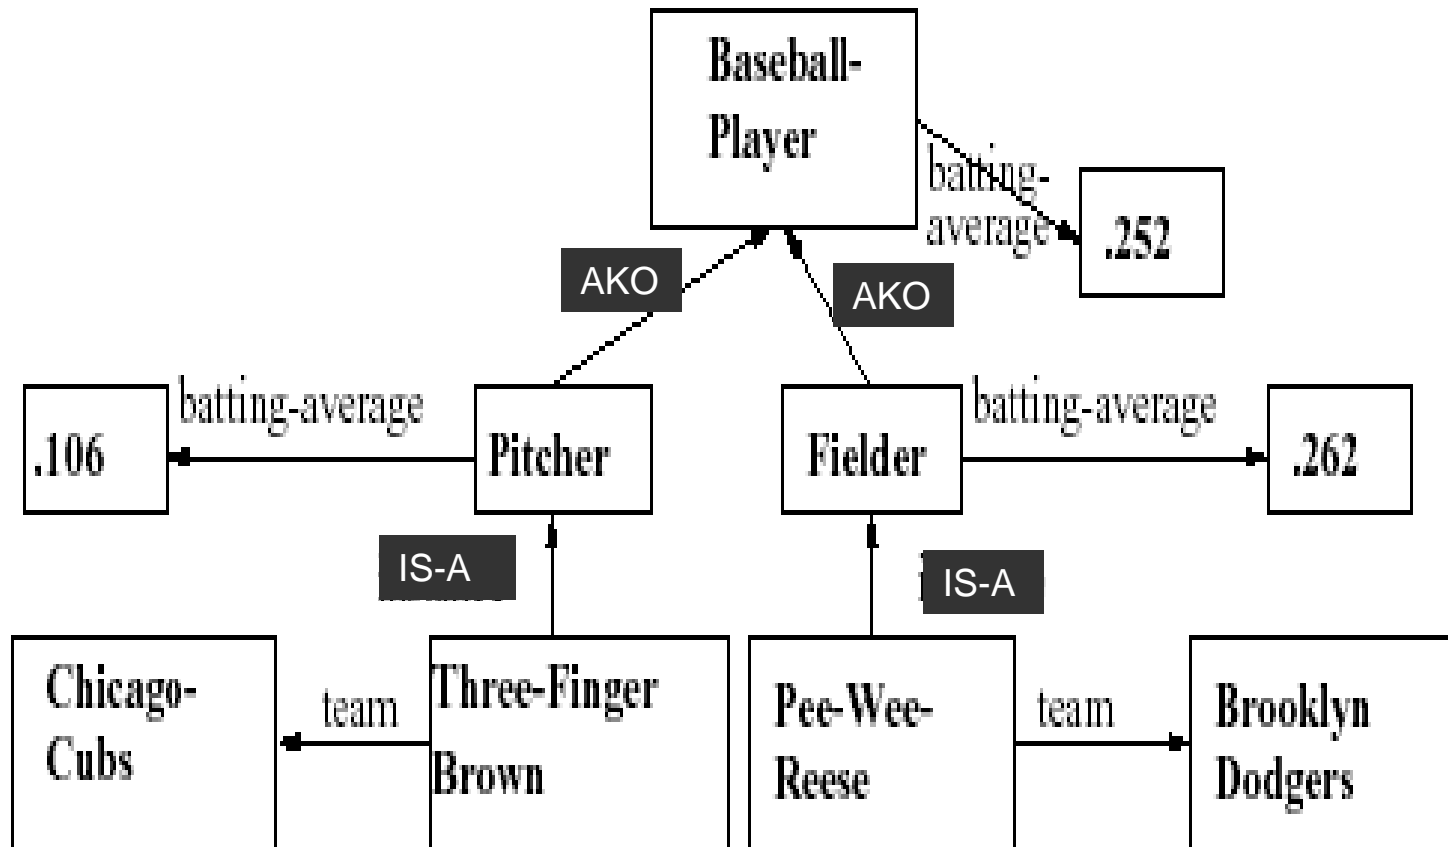 Baseball-
Player
batting-
average
.252
AKO
AKO
.106
batting-average
Pitcher
Fielder
batting-average
.262
IS-A
IS-A
Chicago-
Cubs
team
Three-Finger
Brown
Pee-Wee-
Reese
team
Brooklyn
Dodgers